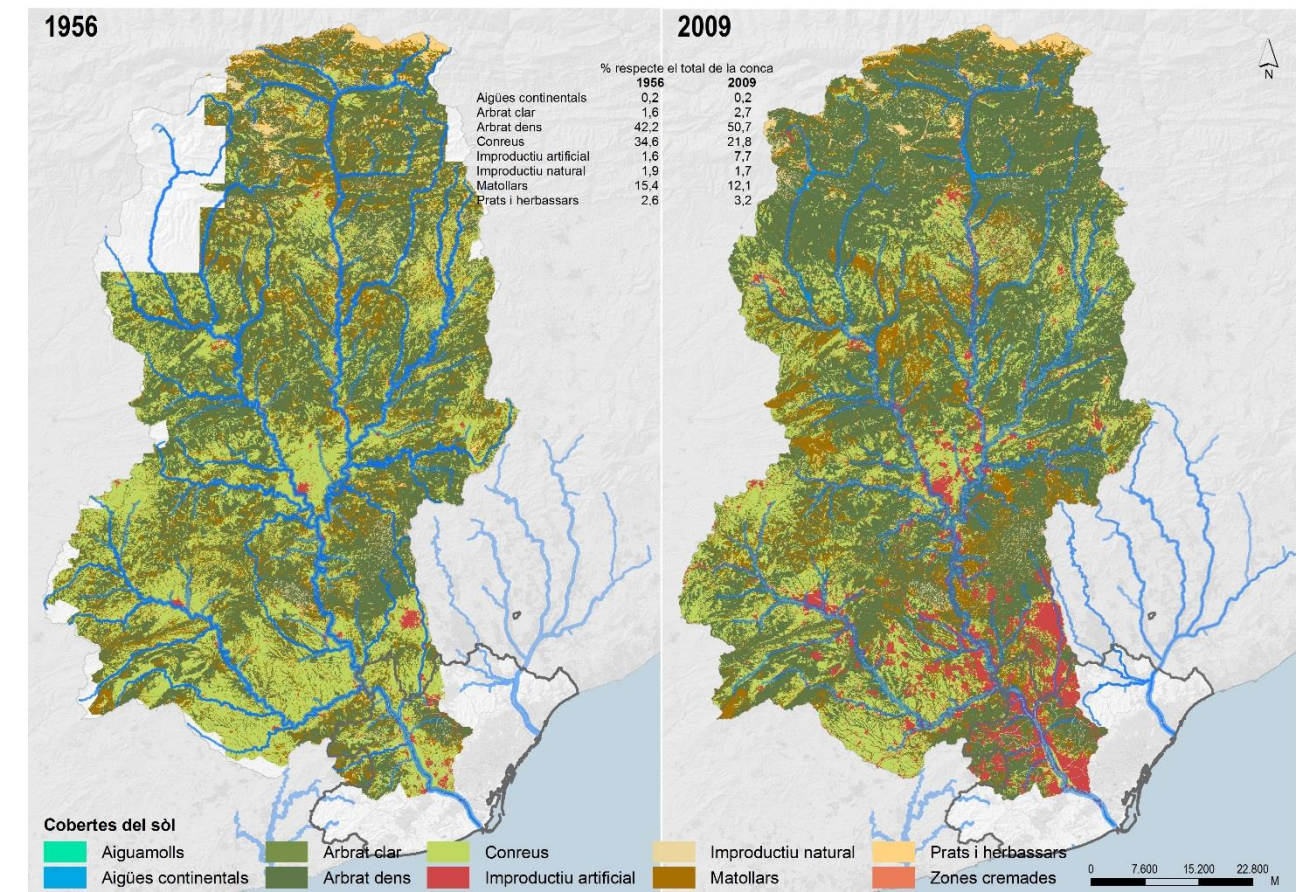 1956
2009
N
% respecte el total de la conca
1956 2009
Aigües continentals 0,2 0,2
Arbrat clar 1,6 2,7
Arbrat dens 42,2 50,7
Conreus 34,6 21,8
Improductiu artificial 1,6 7,7
Improductiu natural 1,9 1,7
Matollars 15,4 12,1
Prats i herbassars 2,6 3,2
Cobertes del sòl
Aiguamolls Arbrat clar Conreus Improductiu natural Prats i herbassars
Aigües continentals Arbrat dens Improductiu artificial Matollars Zones cremades
0 7.600 15.200 22.800
M